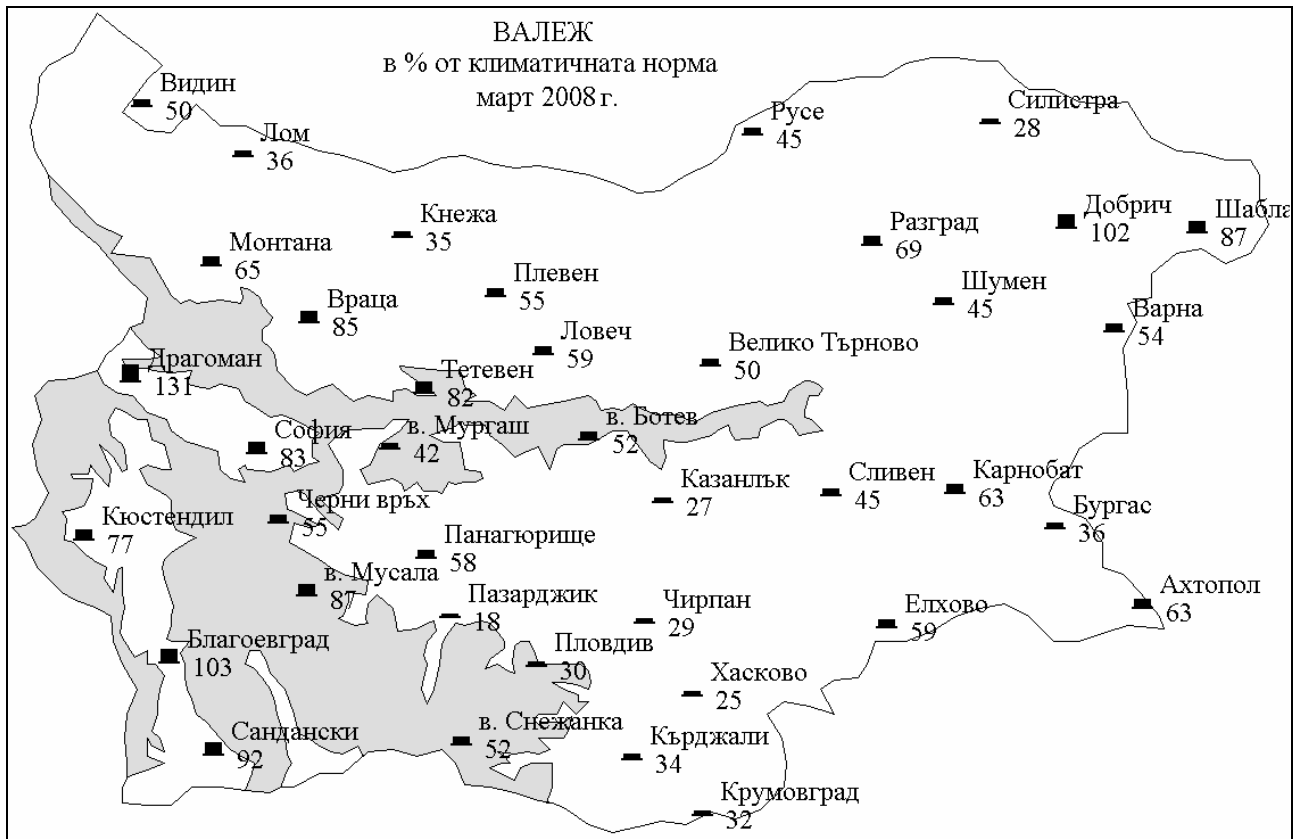 ВАЛЕЖ
в % от климатичната норма
март 2008 г.
Видин
50
Лом
36
Русе
45
Силистра
28
Кнежа
35
Добрич
102
Шабла
87
Разград
69
Монтана
65
Плевен
55
Шумен
45
Враца
85
Варна
54
Ловеч
59
Велико Търново
50
Драгоман
131
Тетевен
82
в. Мургаш
42
в. Ботев
52
София
83
Казанлък
27
Сливен
45
Карнобат
63
Черни връх
55
Бургас
36
Кюстендил
77
Панагюрище
58
в. Мусала
87
Пазарджик
18
Чирпан
29
Елхово
59
Ахтопол
63
Благоевград
103
Пловдив
30
Хасково
25
Сандански
92
в. Снежанка
52
Кърджали
34
Крумовград
32